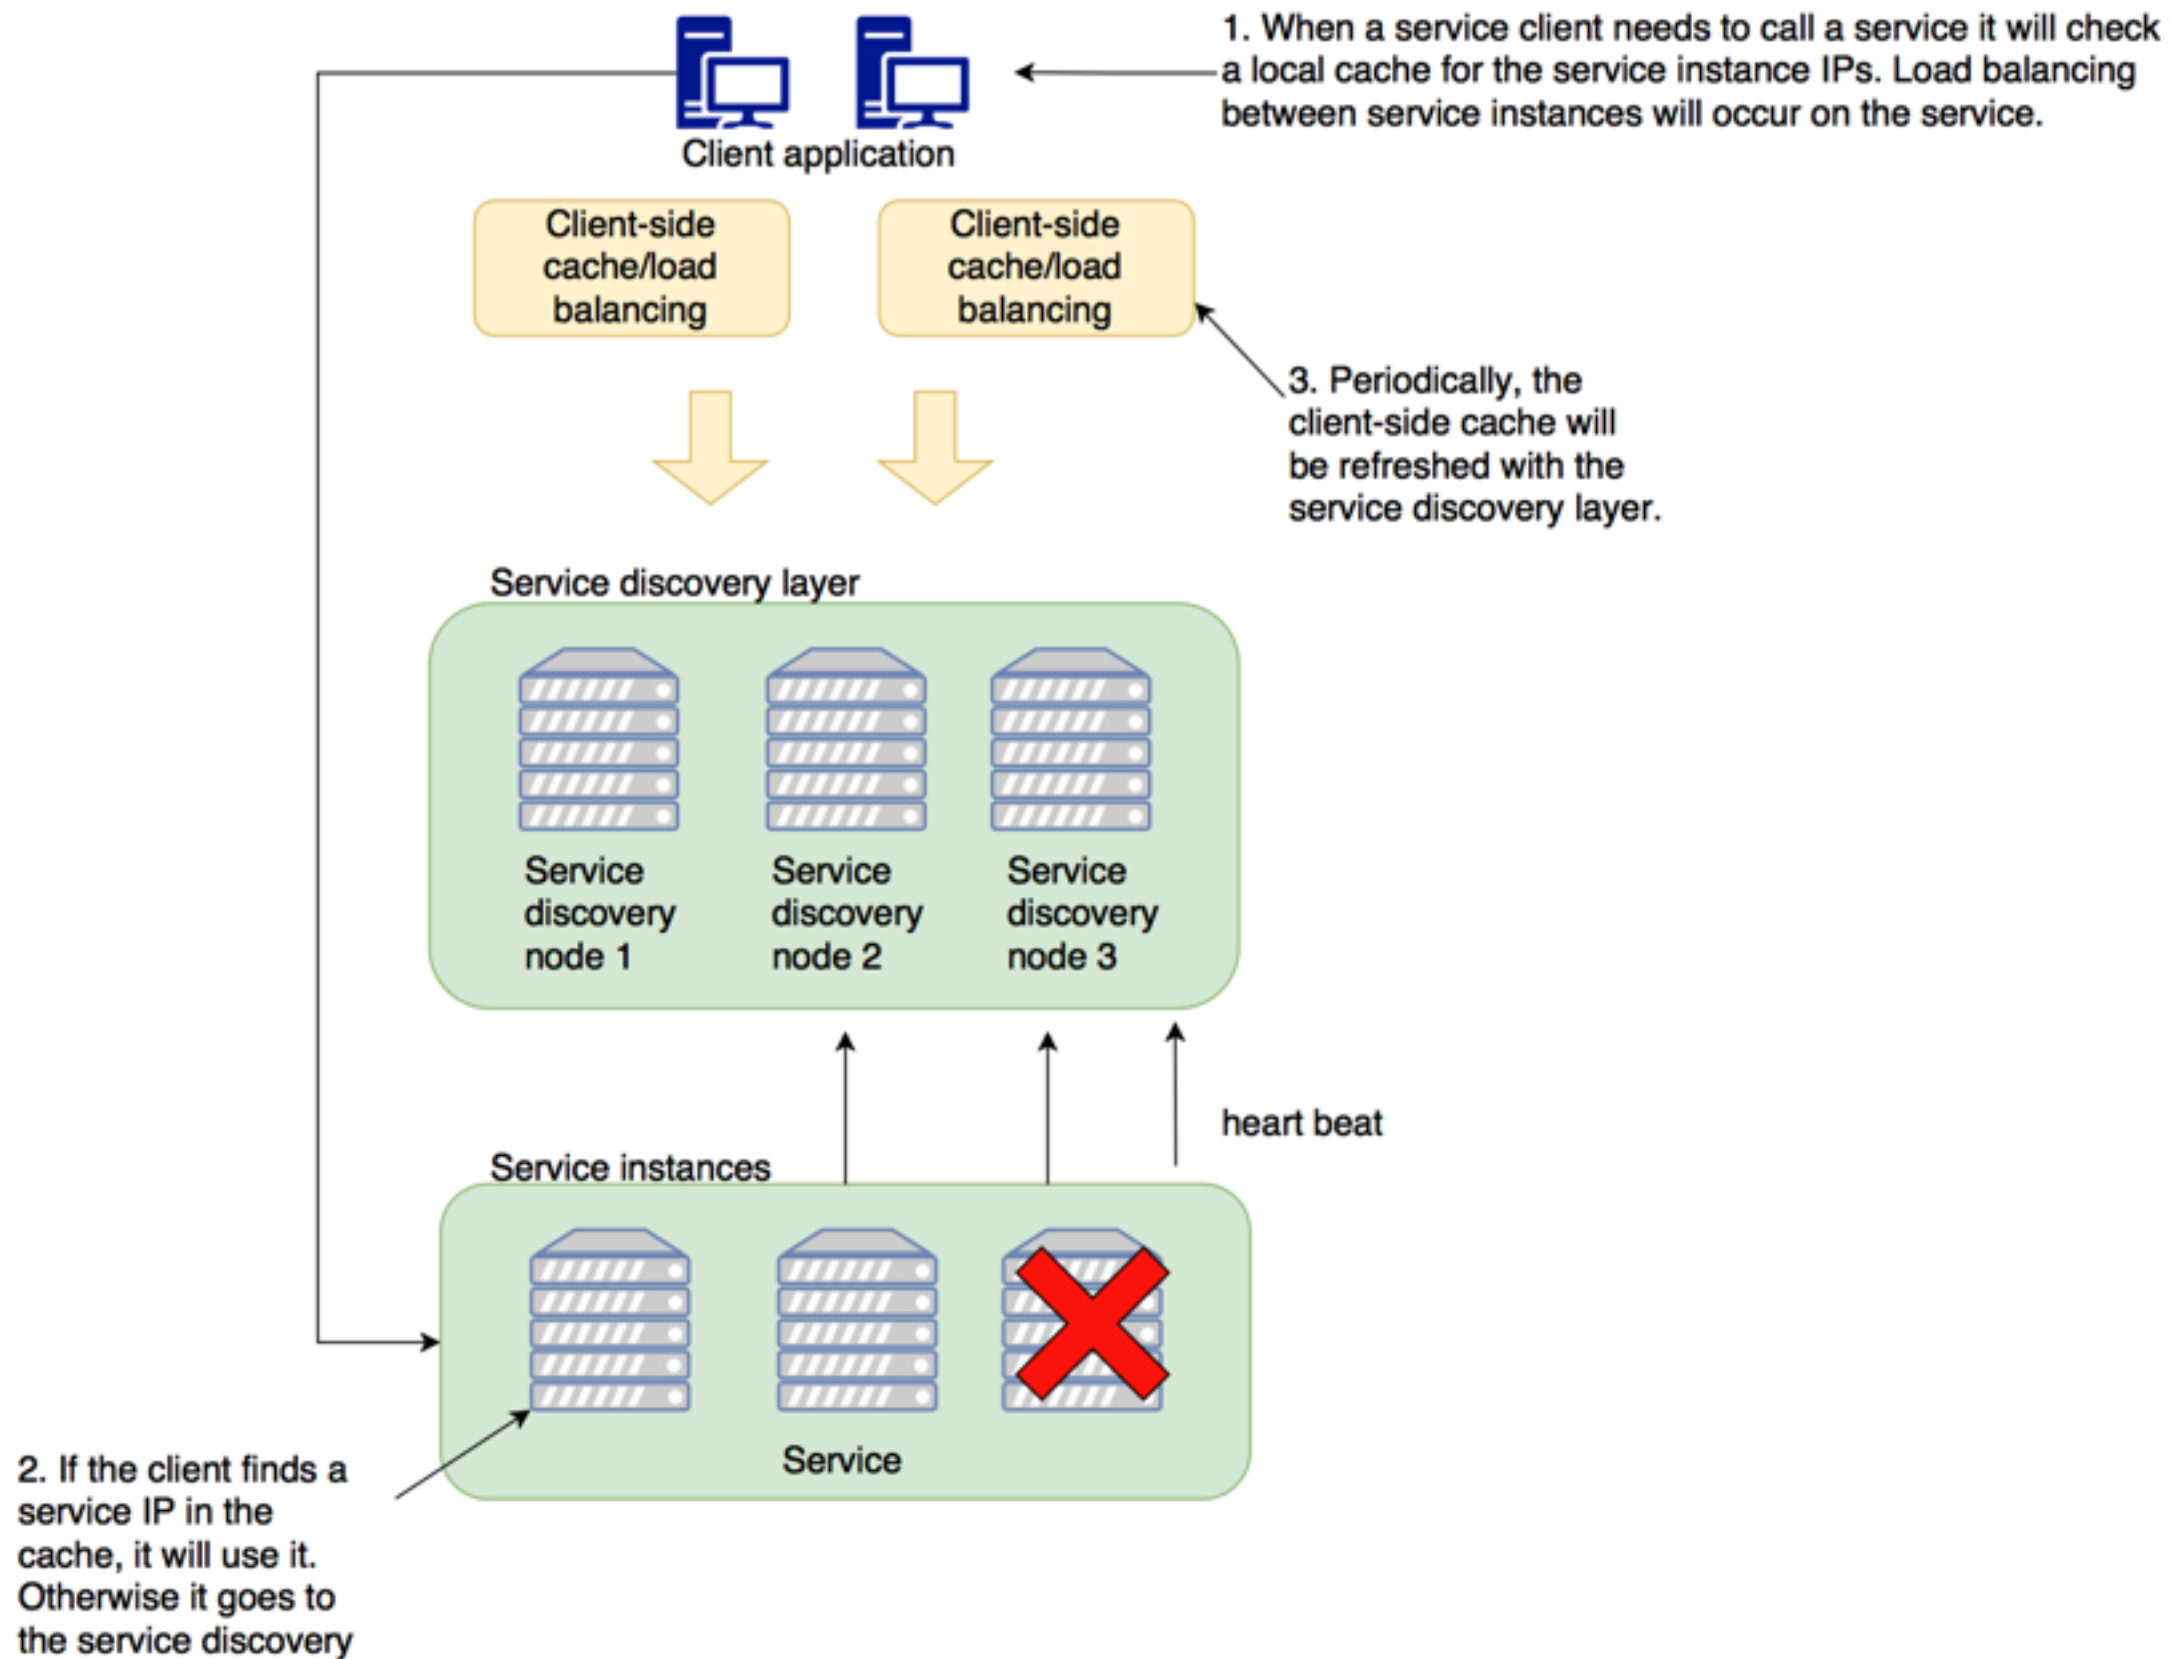 1. When a service client needs to call a service it will check
a local cache for the service instance IPs. Load balancing
between service instances will occur on the service.
Client application
Client-side
cache/load
balancing
Client-side
cache/load
balancing
3. Periodically, the
client-side cache will
be refreshed with the
service discovery layer.
Service discovery layer
Service
discovery
node 1
Service
discovery
node 2
Service
discovery
node 3
heart beat
Service instances
Service
2. If the client finds a
service IP in the
cache, it will use it.
Otherwise it goes to
the service discovery